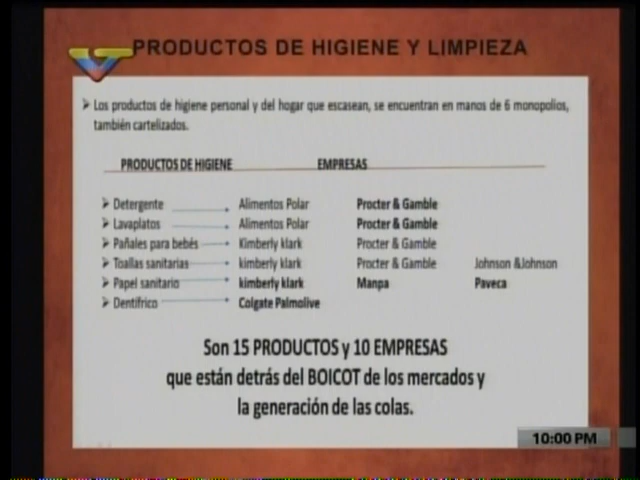 PRODUCTOS DE HIGIENE Y LIMPIEZA
➢ Los productos de higiene personal y del hogar que escasean, se encuentran en manos de 6 monopolios,
también cartelizados.
PRODUCTOS DE HIGIENE EMPRESAS
➢ Detergente Alimentos Polar Procter & Gamble
➢ Lavaplatos Alimentos Polar Procter & Gamble
➢ Pañales para bebés Kimberly klark Procter & Gamble
➢ Toallas sanitarias kimberly klark Procter & Gamble Johnson &Johnson
➢ Papel sanitario kimberly klark Manpa Paveca
➢ Dentífrico Colgate Palmolive
Son 15 PRODUCTOS y 10 EMPRESAS
que están detrás del BOICOT de los mercados y
la generación de las colas.
10:00 PM